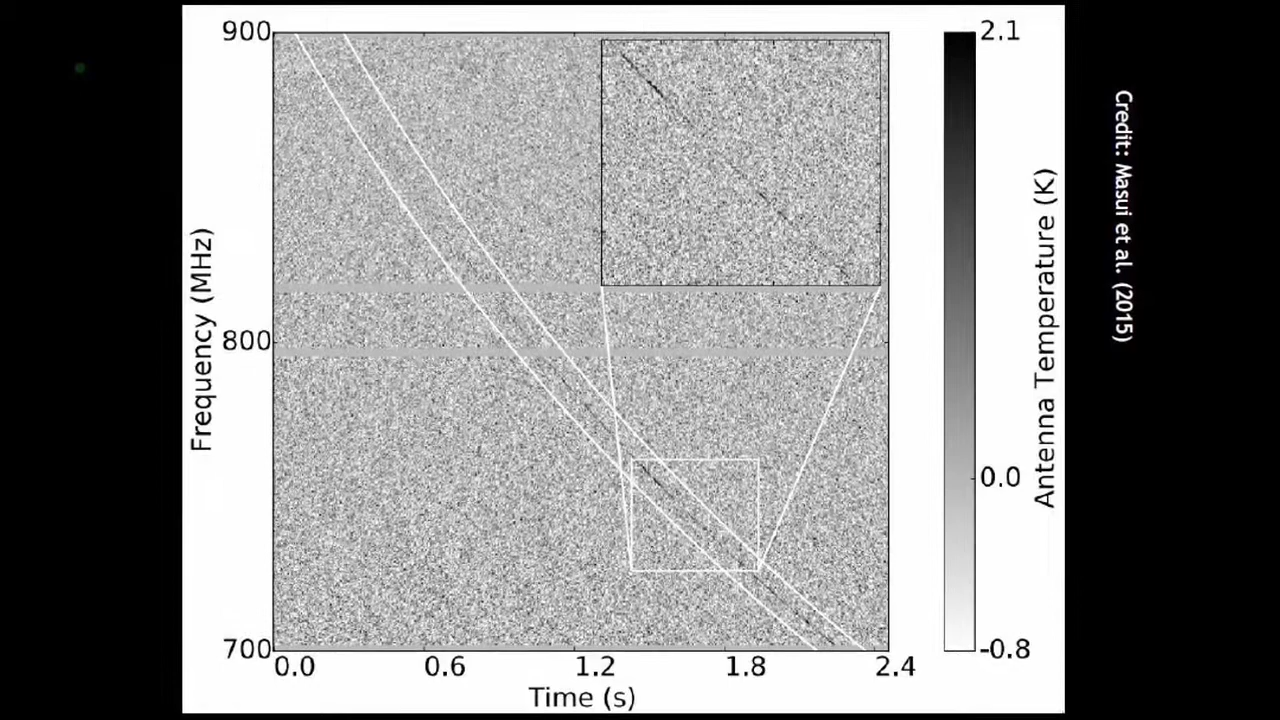 900
800
700
Frequency (MHz)
0.0
0.6
1.2
1.8
2.4
Time (s)
2.1
0.0
-0.8
Antenna Temperature (K)
Credit: Masui et al. (2015)